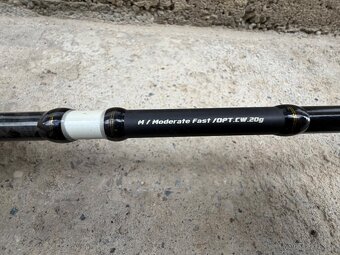 M / Moderate Fast /OPT.CW.20g